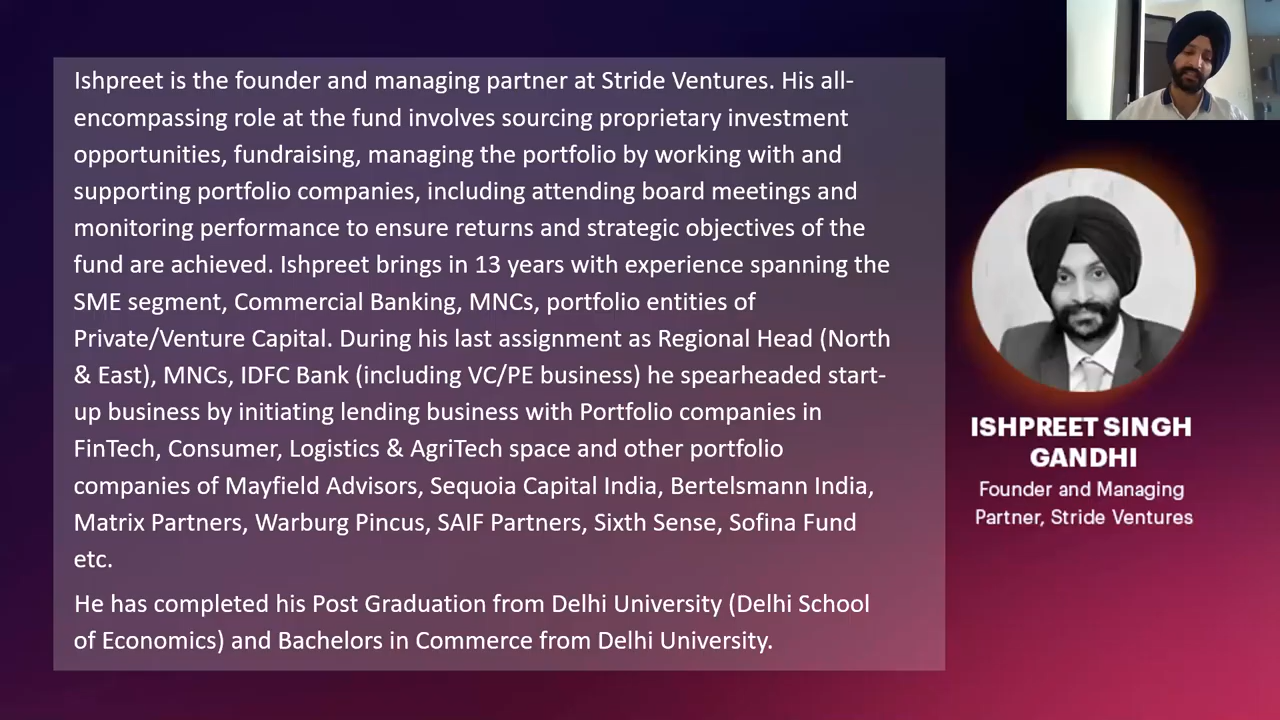 Ishpreet is the founder and managing partner at Stride Ventures. His all-
encompassing role at the fund involves sourcing proprietary investment
opportunities, fundraising, managing the portfolio by working with and
supporting portfolio companies, including attending board meetings and
monitoring performance to ensure returns and strategic objectives of the
fund are achieved. Ishpreet brings in 13 years with experience spanning the
SME segment, Commercial Banking, MNCs, portfolio entities of
Private/Venture Capital. During his last assignment as Regional Head (North
& East), MNCs, IDFC Bank (including VC/PE business) he spearheaded start-
up business by initiating lending business with Portfolio companies in
FinTech, Consumer, Logistics & AgriTech space and other portfolio
companies of Mayfield Advisors, Sequoia Capital India, Bertelsmann India,
Matrix Partners, Warburg Pincus, SAIF Partners, Sixth Sense, Sofina Fund
etc.
He has completed his Post Graduation from Delhi University (Delhi School
of Economics) and Bachelors in Commerce from Delhi University.
ISHPREET SINGH
GANDHI
Founder and Managing
Partner, Stride Ventures